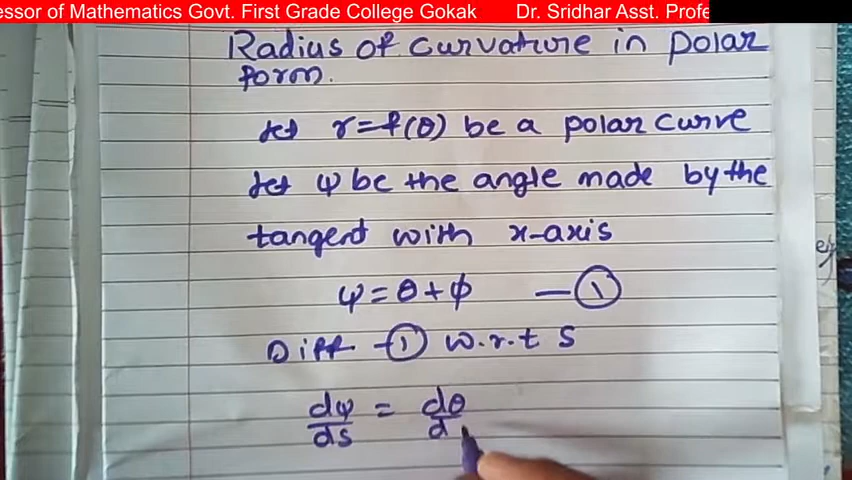 essor of Mathematics Govt. First Grade College Gokak Dr. Sridhar Asst. Profe
Radius of curvature in polar
form.
let r=f(θ) be a polar curve
let ψ be the angle made by the
tangent with x-axis
ψ=θ+ϕ —①
Diff -① w.r.t s
dψ/ds = dθ/d